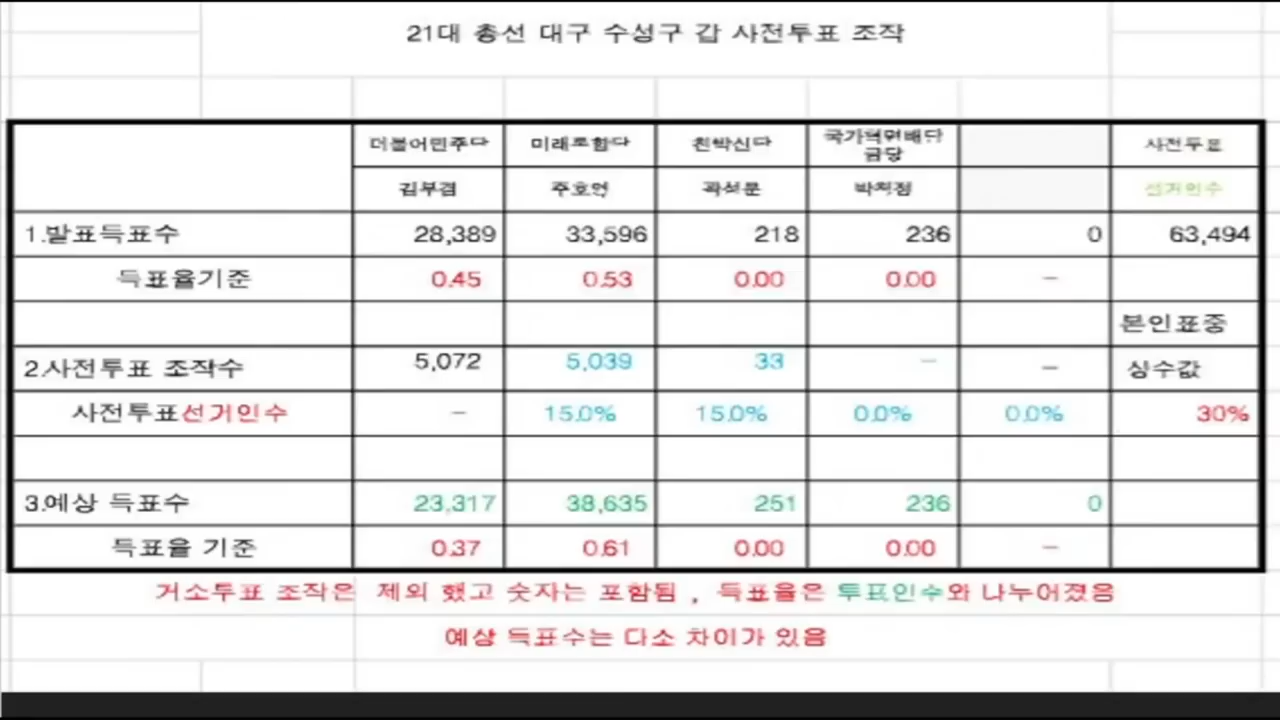 21대 총선 대구 수성구 갑 사전투표 조작
더불어민주다 미래통합다 친박신다 국가혁명배당금당 사전투표
김부겸 주호영 곽성문 박청정 선거인수
1.발표득표수 28,389 33,596 218 236 0 63,494
득표율기준 0.45 0.53 0.00 0.00 –
본인표중
2.사전투표 조작수 5,072 5,039 33 – – 상수값
사전투표선거인수 – 15.0% 15.0% 0.0% 0.0% 30%
3.예상 득표수 23,317 38,635 251 236 0
득표율 기준 0.37 0.61 0.00 0.00 –
거소투표 조작은 제외 했고 숫자는 포함됨 , 득표율은 투표인수와 나누어졌음
예상 득표수는 다소 차이가 있음